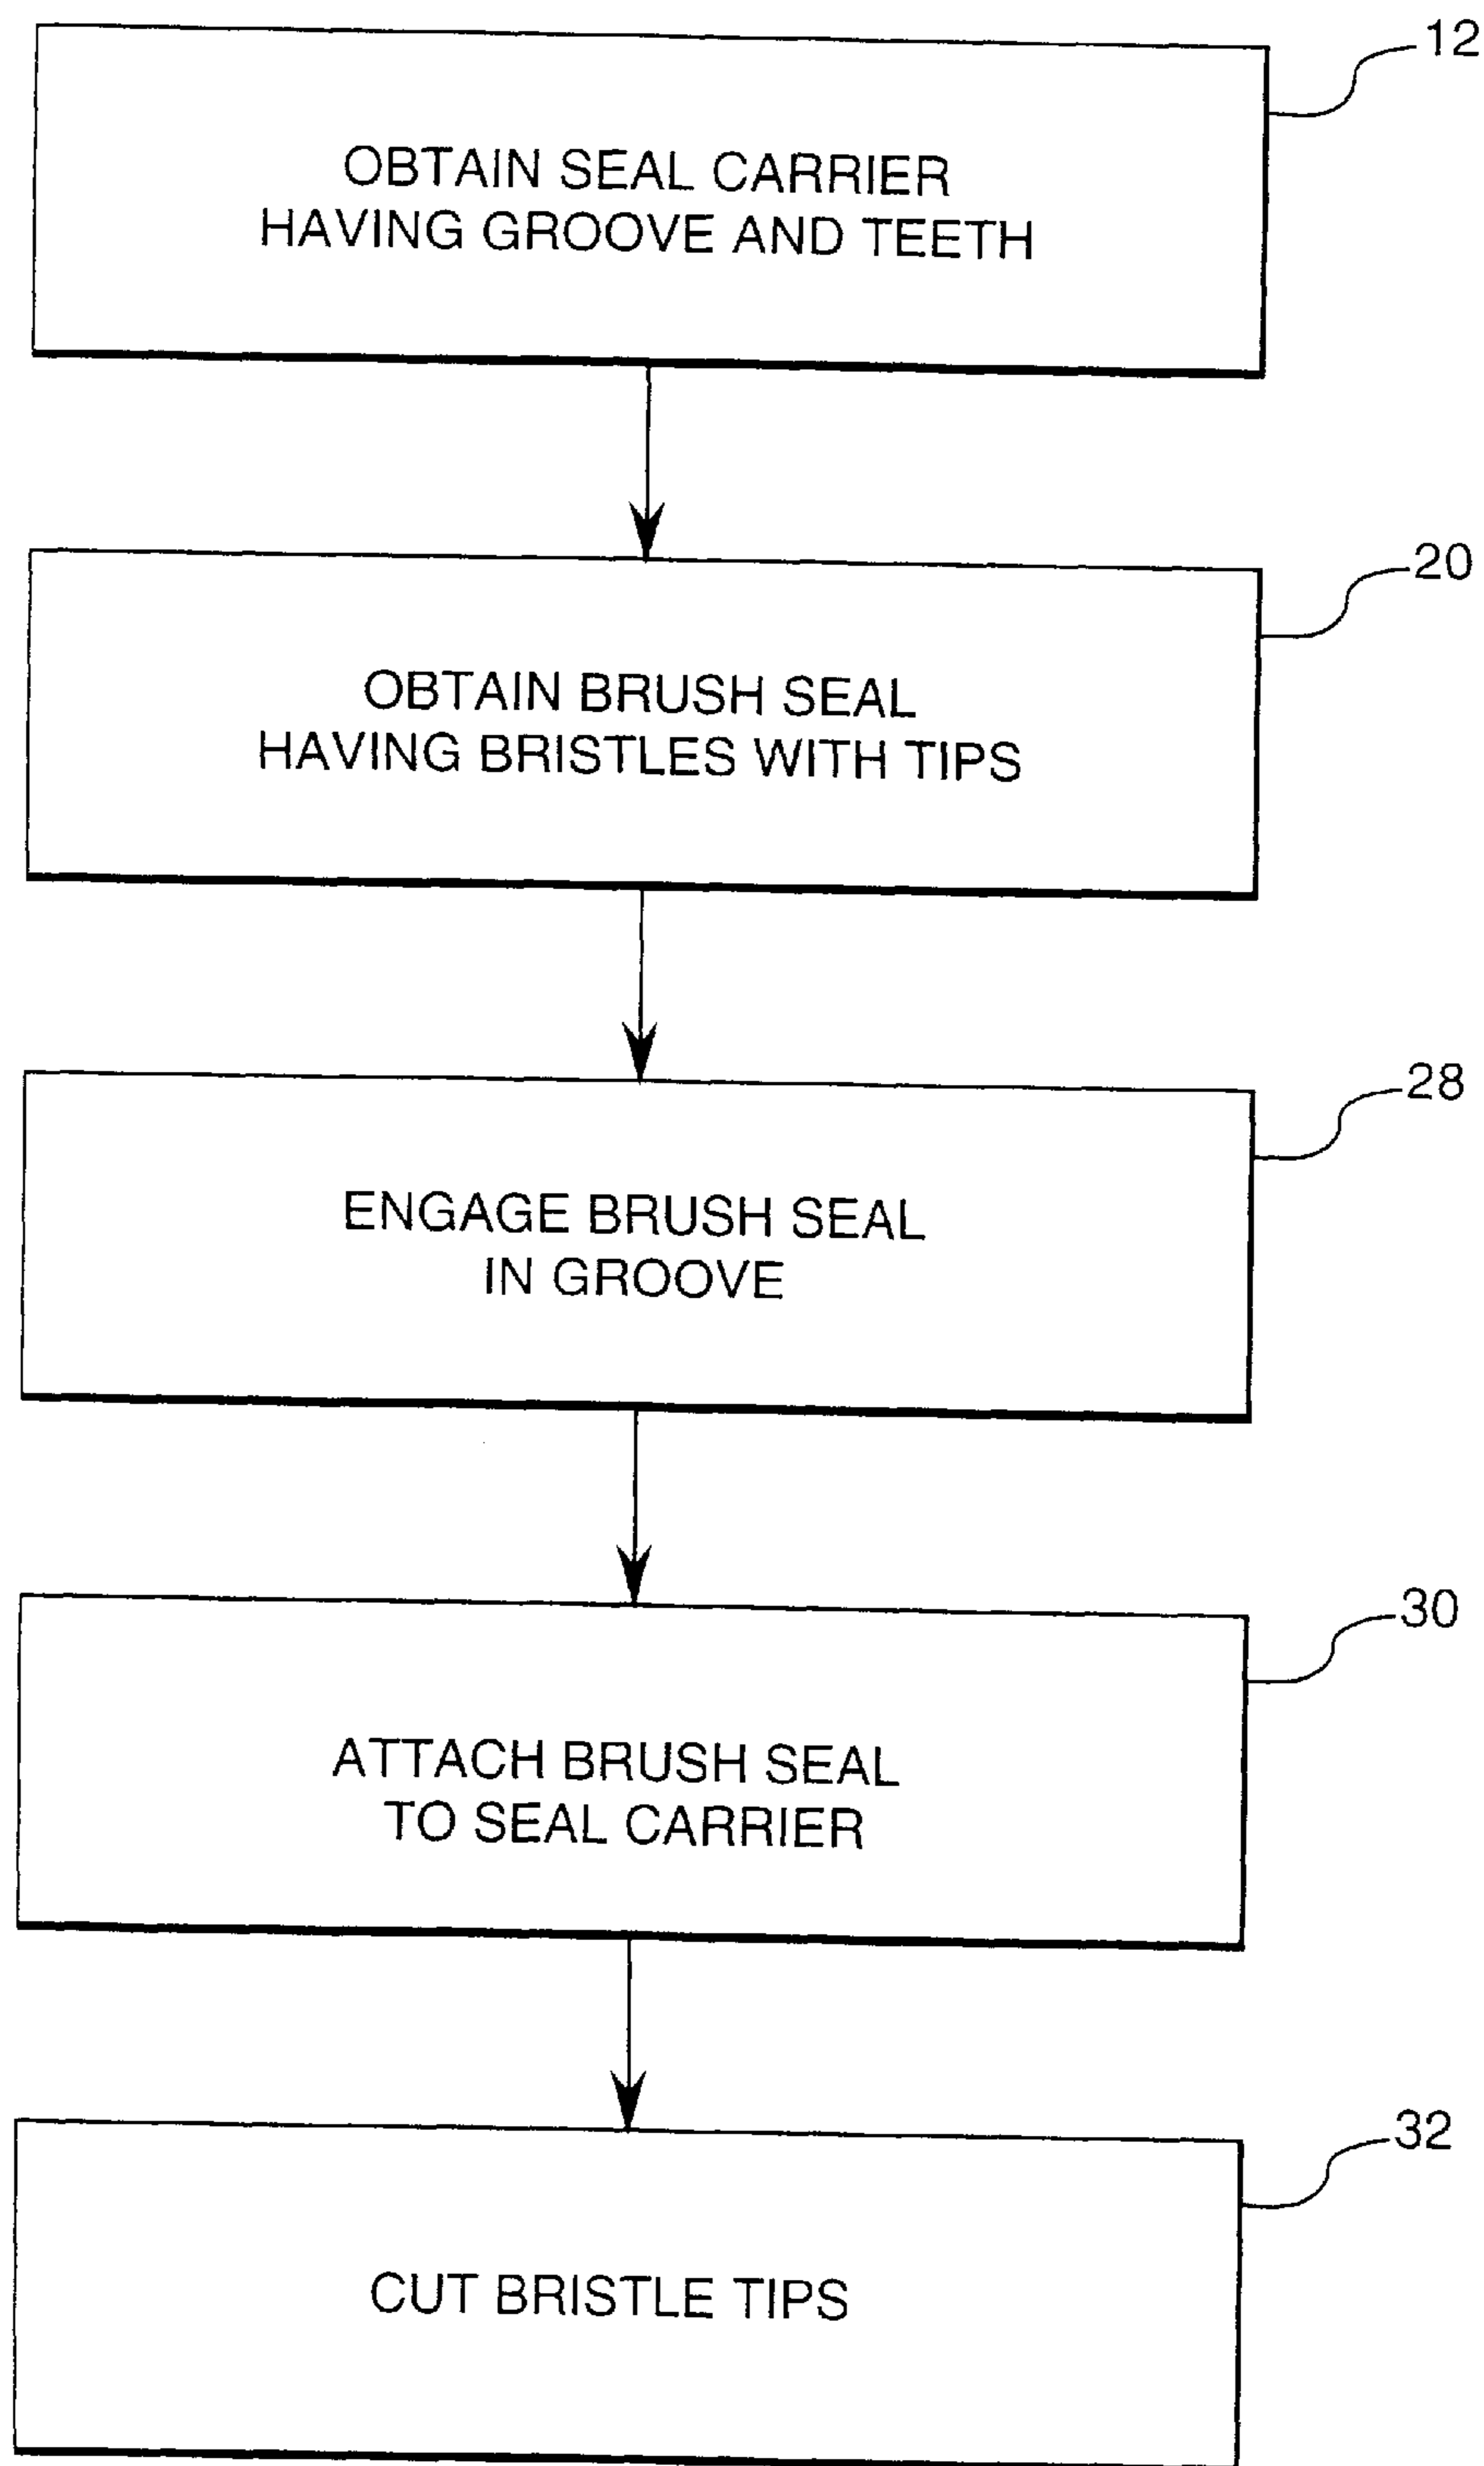 12
OBTAIN SEAL CARRIER
HAVING GROOVE AND TEETH
20
OBTAIN BRUSH SEAL
HAVING BRISTLES WITH TIPS
28
ENGAGE BRUSH SEAL
IN GROOVE
30
ATTACH BRUSH SEAL
TO SEAL CARRIER
32
CUT BRISTLE TIPS